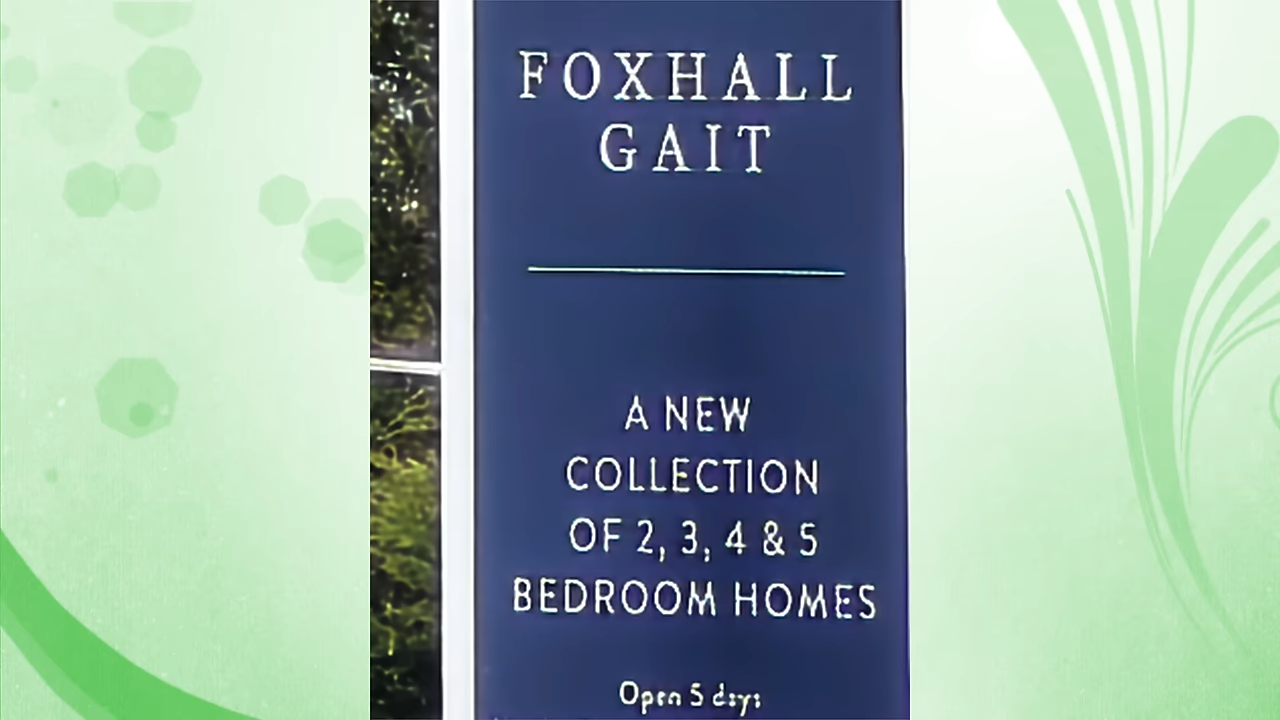 FOXHALL
GAIT
A NEW
COLLECTION
OF 2, 3, 4 & 5
BEDROOM HOMES
Open 5 days